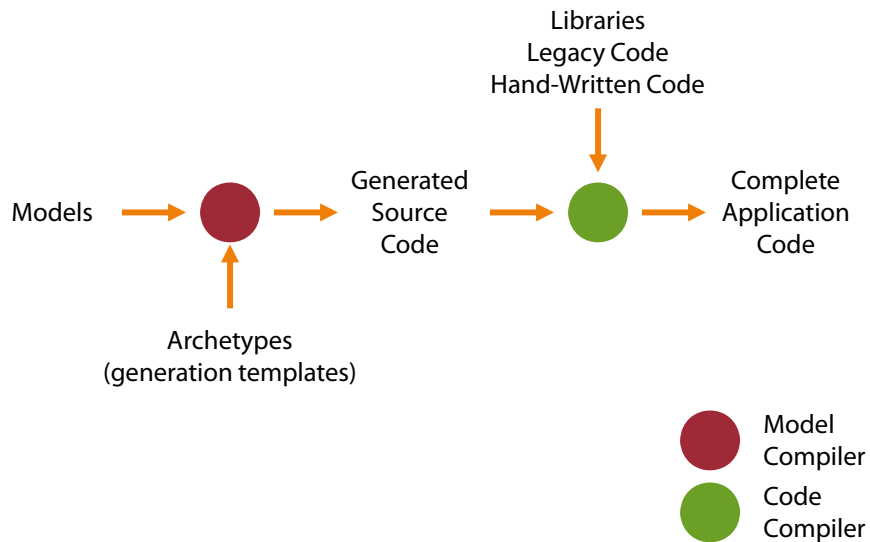 Libraries
Legacy Code
Hand-Written Code
Models
Generated
Source
Code
Complete
Application
Code
Archetypes
(generation templates)
Model
Compiler
Code
Compiler